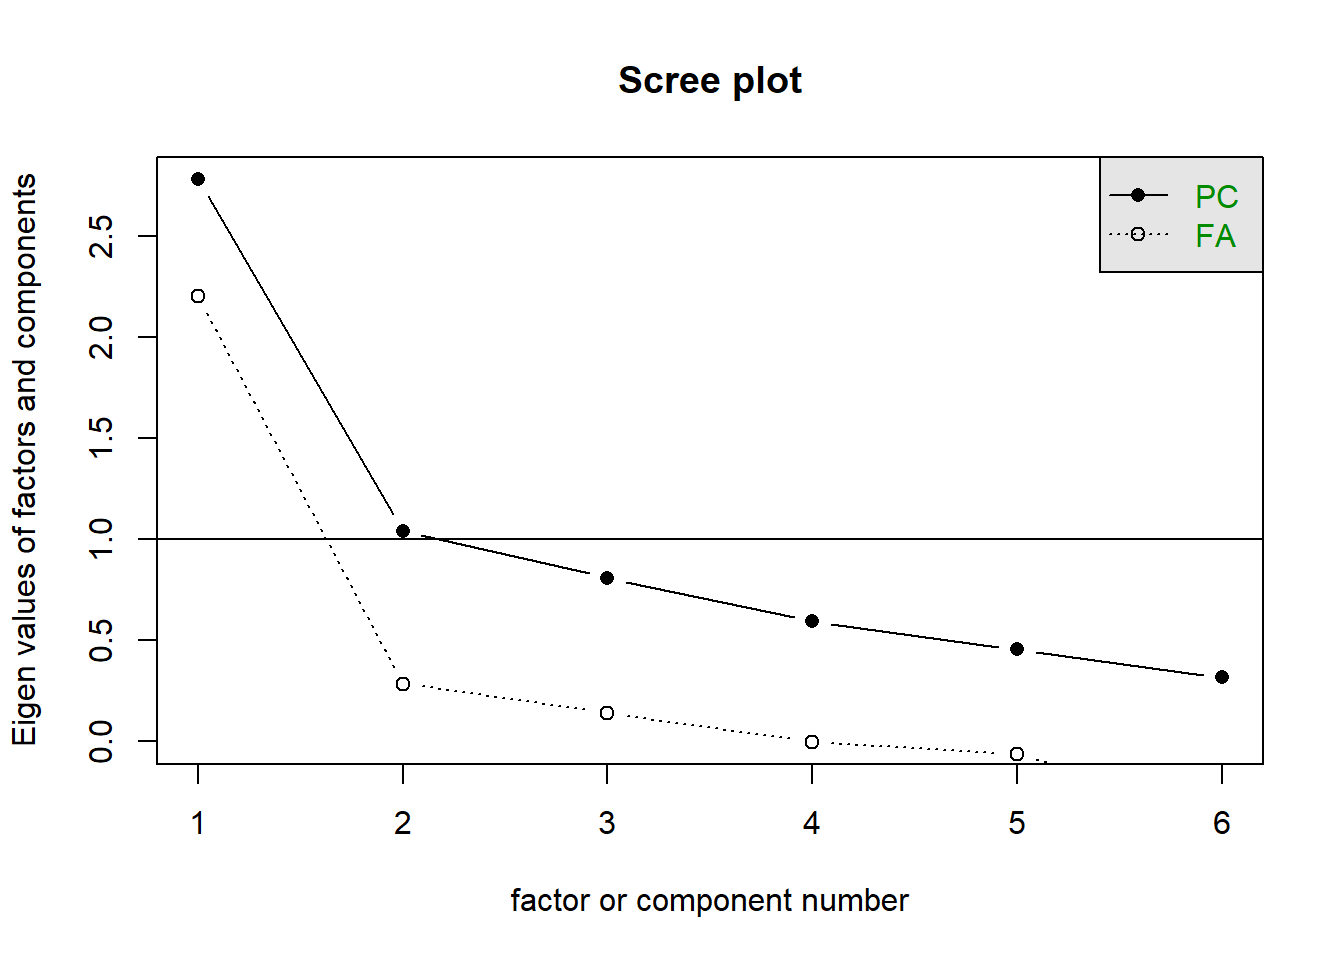 Scree plot
PC
FA
Eigen values of factors and components
2.5
2.0
1.5
1.0
0.5
0.0
1 2 3 4 5 6
factor or component number